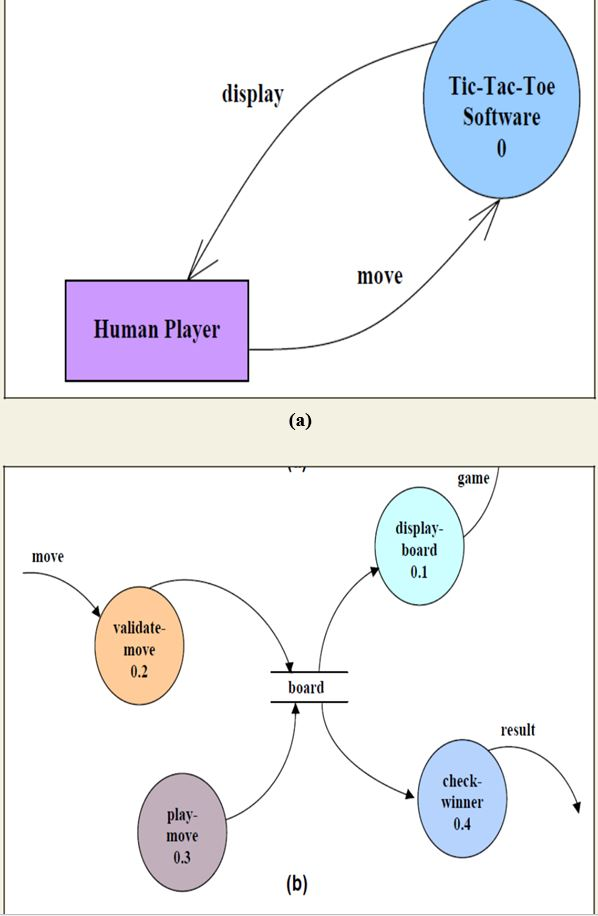 display
Tic-Tac-Toe
Software
0
move
Human Player
(a)
game
display-
board
0.1
move
validate-
move
0.2
board
result
check-
winner
0.4
play-
move
0.3
(b)